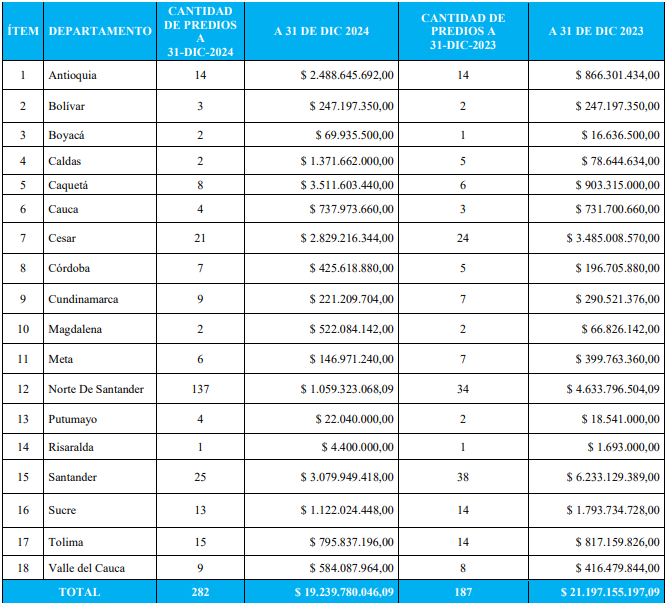 ÍTEM DEPARTAMENTO CANTIDAD DE PREDIOS A 31-DIC-2024 A 31 DE DIC 2024 CANTIDAD DE PREDIOS A 31-DIC-2023 A 31 DE DIC 2023
1 Antioquia 14 $ 2.488.645.692,00 14 $ 866.301.434,00
2 Bolívar 3 $ 247.197.350,00 2 $ 247.197.350,00
3 Boyacá 2 $ 69.935.500,00 1 $ 16.636.500,00
4 Caldas 2 $ 1.371.662.000,00 5 $ 78.644.634,00
5 Caquetá 8 $ 3.511.603.440,00 6 $ 903.315.000,00
6 Cauca 4 $ 737.973.660,00 3 $ 731.700.660,00
7 Cesar 21 $ 2.829.216.344,00 24 $ 3.485.008.570,00
8 Córdoba 7 $ 425.618.880,00 5 $ 196.705.880,00
9 Cundinamarca 9 $ 221.209.704,00 7 $ 290.521.376,00
10 Magdalena 2 $ 522.084.142,00 2 $ 66.826.142,00
11 Meta 6 $ 146.971.240,00 7 $ 399.763.360,00
12 Norte De Santander 137 $ 1.059.323.068,09 34 $ 4.633.796.504,09
13 Putumayo 4 $ 22.040.000,00 2 $ 18.541.000,00
14 Risaralda 1 $ 4.400.000,00 1 $ 1.693.000,00
15 Santander 25 $ 3.079.949.418,00 38 $ 6.233.129.389,00
16 Sucre 13 $ 1.122.024.448,00 14 $ 1.793.734.728,00
17 Tolima 15 $ 795.837.196,00 14 $ 817.159.826,00
18 Valle del Cauca 9 $ 584.087.964,00 8 $ 416.479.844,00
TOTAL 282 $ 19.239.780.046,09 187 $ 21.197.155.197,09